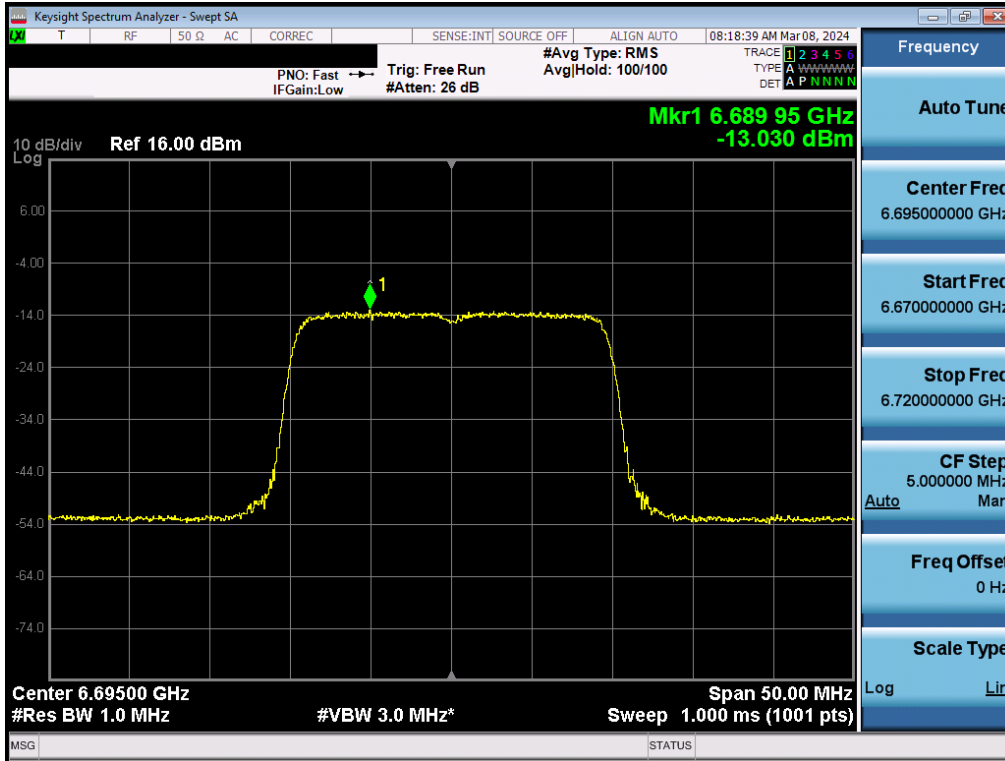 Keysight Spectrum Analyzer - Swept SA
LXI T RF 50 Ω AC CORREC SENSE:INT SOURCE OFF ALIGN AUTO 08:18:39 AM Mar 08, 2024
PNO: Fast
IFGain:Low
Trig: Free Run
#Atten: 26 dB
#Avg Type: RMS
Avg|Hold: 100/100
TRACE 1 2 3 4 5 6
TYPE A WWWWW
DET A P N N N N
Mkr1 6.689 95 GHz
-13.030 dBm
10 dB/div Ref 16.00 dBm
Log
6.00
-4.00
1
-14.0
-24.0
-34.0
-44.0
-54.0
-64.0
-74.0
Center 6.69500 GHz Span 50.00 MHz
#Res BW 1.0 MHz #VBW 3.0 MHz* Sweep 1.000 ms (1001 pts)
MSG STATUS
Frequency
Auto Tune
Center Freq
6.695000000 GHz
Start Freq
6.670000000 GHz
Stop Freq
6.720000000 GHz
CF Step
5.000000 MHz
Auto Man
Freq Offset
0 Hz
Scale Type
Log Lin